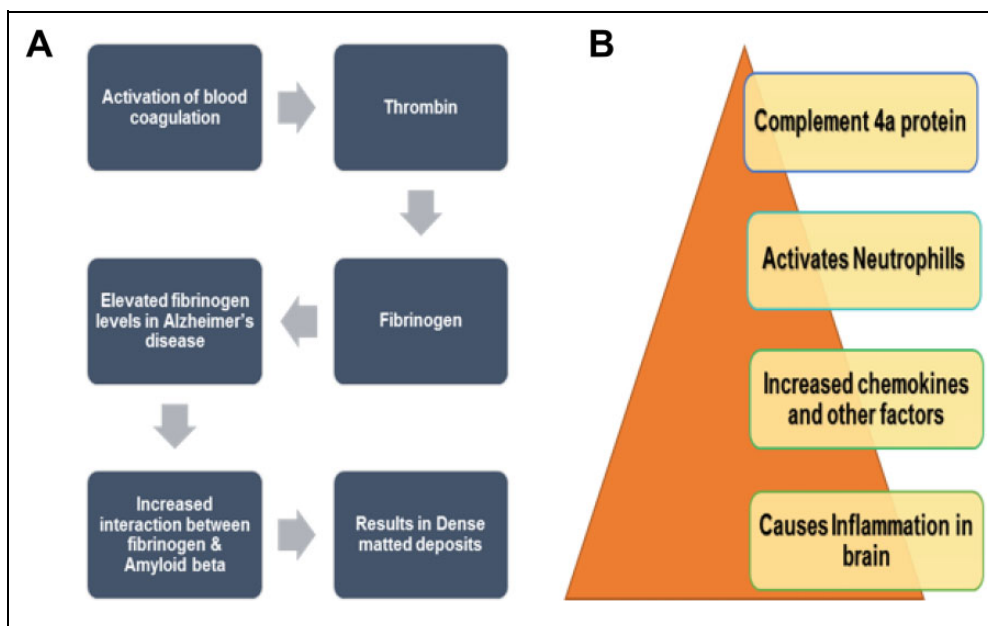 A
Activation of blood
coagulation
Thrombin
Fibrinogen
Elevated fibrinogen
levels in Alzheimer's
disease
Increased
interaction between
fibrinogen &
Amyloid beta
Results in Dense
matted deposits
B
Complement 4a protein
Activates Neutrophills
Increased chemokines
and other factors
Causes Inflammation in
brain